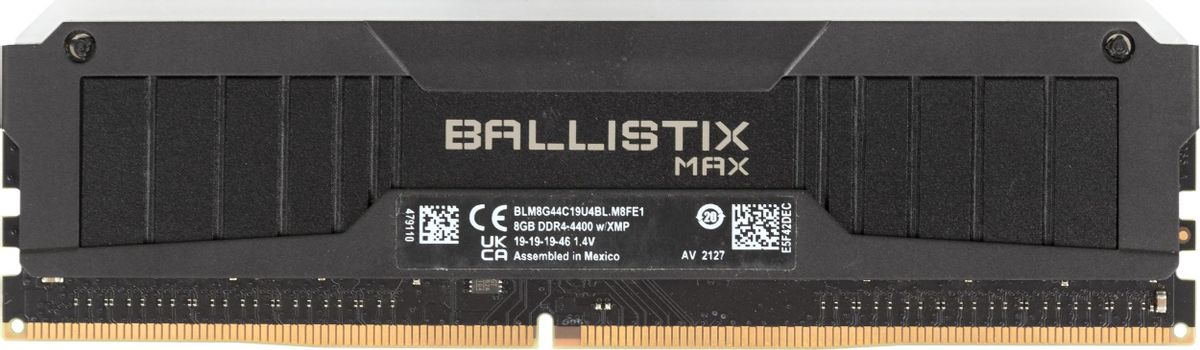 BALLISTIX
MAX
479110
CE
BLM8G44C19U4BL.M8FE1
8GB DDR4-4400 w/XMP
UK
CA
19-19-19-46 1.4V
Assembled in Mexico
20
AV 2127
E5F42DEC